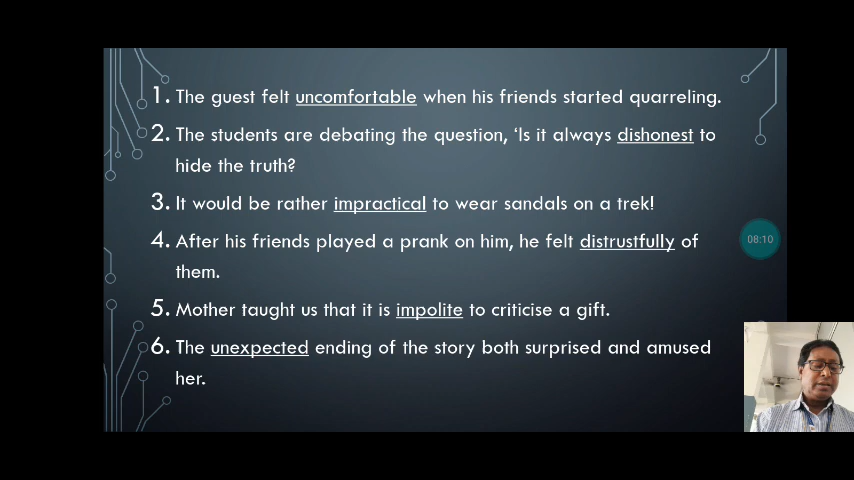 1. The guest felt uncomfortable when his friends started quarreling.
2. The students are debating the question, ‘Is it always dishonest to
hide the truth?
3. It would be rather impractical to wear sandals on a trek!
4. After his friends played a prank on him, he felt distrustfully of
them.
5. Mother taught us that it is impolite to criticise a gift.
6. The unexpected ending of the story both surprised and amused
her.
08:10